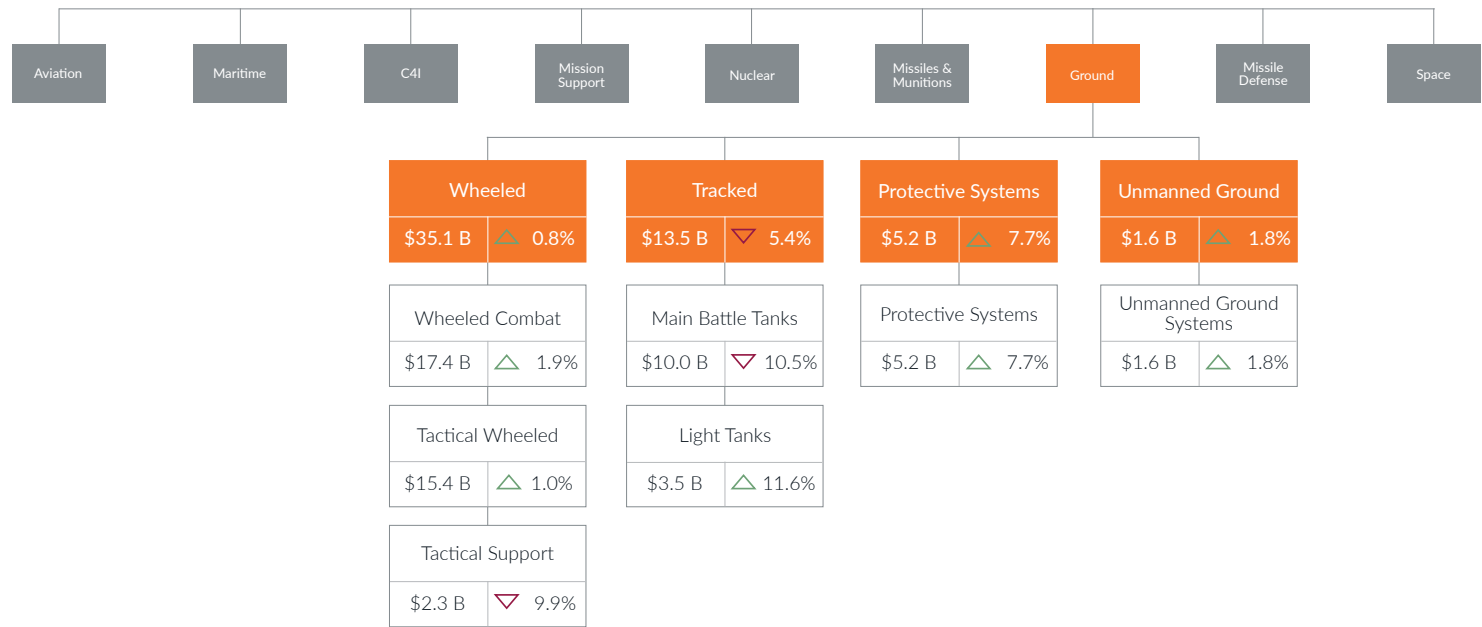 Aviation
Maritime
C4I
Mission
Support
Nuclear
Missiles &
Munitions
Ground
Missile
Defense
Space
Wheeled
$35.1 B
0.8%
Tracked
$13.5 B
5.4%
Protective Systems
$5.2 B
7.7%
Unmanned Ground
$1.6 B
1.8%
Wheeled Combat
$17.4 B
1.9%
Main Battle Tanks
$10.0 B
10.5%
Protective Systems
$5.2 B
7.7%
Unmanned Ground
Systems
$1.6 B
1.8%
Tactical Wheeled
$15.4 B
1.0%
Light Tanks
$3.5 B
11.6%
Tactical Support
$2.3 B
9.9%